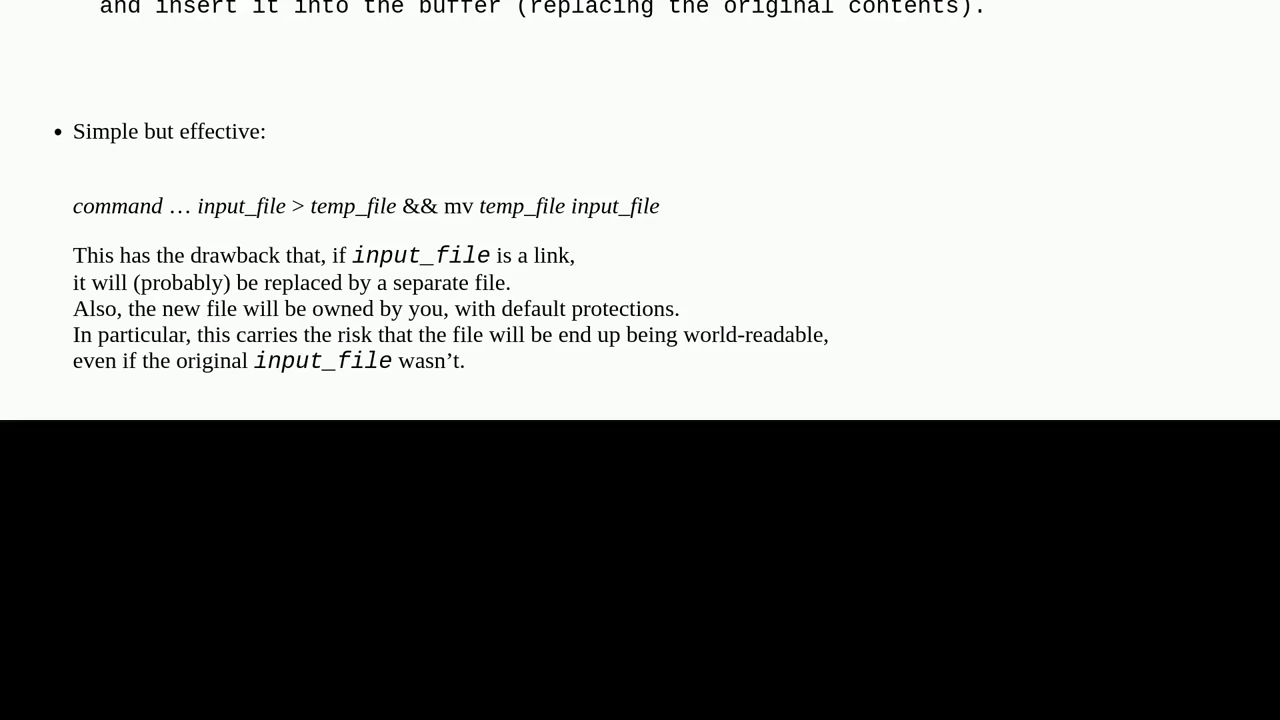 and insert it into the buffer (replacing the original contents).
• Simple but effective:
command … input_file > temp_file && mv temp_file input_file
This has the drawback that, if input_file is a link,
it will (probably) be replaced by a separate file.
Also, the new file will be owned by you, with default protections.
In particular, this carries the risk that the file will be end up being world-readable,
even if the original input_file wasn’t.